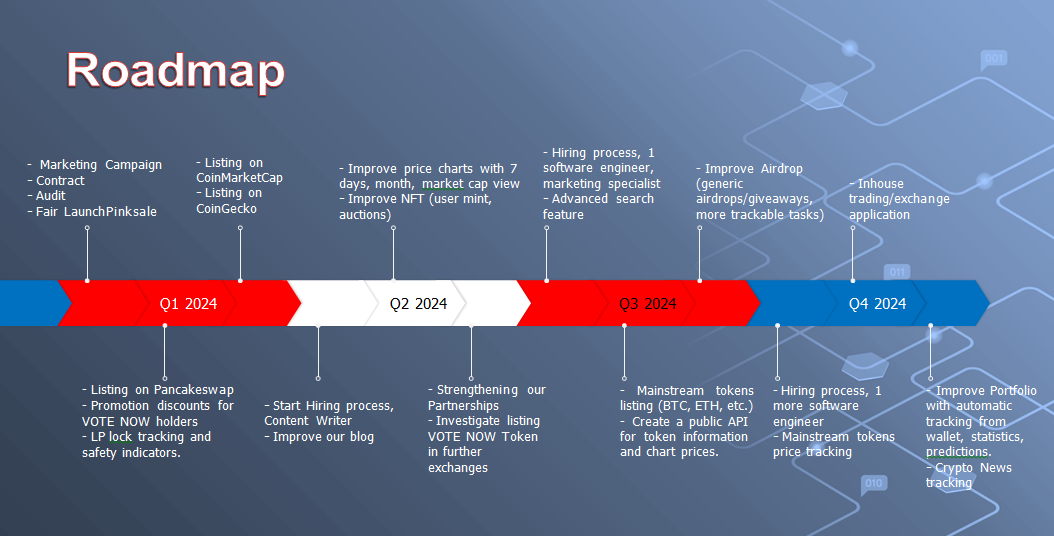 Roadmap
- Marketing Campaign
- Contract
- Audit
- Fair LaunchPinksale
- Listing on
CoinMarketCap
- Listing on
CoinGecko
- Improve price charts with 7
days, month, market cap view
- Improve NFT (user mint,
auctions)
- Hiring process, 1
software engineer,
marketing specialist
- Advanced search
feature
- Improve Airdrop
(generic
airdrops/giveaways,
more trackable tasks)
- Inhouse
trading/exchange
application
001
011
Q1 2024
Q2 2024
Q3 2024
Q4 2024
- Listing on Pancakeswap
- Promotion discounts for
VOTE NOW holders
- LP lock tracking and
safety indicators.
- Start Hiring process,
Content Writer
- Improve our blog
- Strengthening our
Partnerships
- Investigate listing
VOTE NOW Token
in further
exchanges
- Mainstream tokens
listing (BTC, ETH, etc.)
- Create a public API
for token information
and chart prices.
- Hiring process, 1
more software
engineer
- Mainstream tokens
price tracking
- Improve Portfolio
with automatic
tracking from
wallet, statistics,
predictions.
- Crypto News
tracking
010